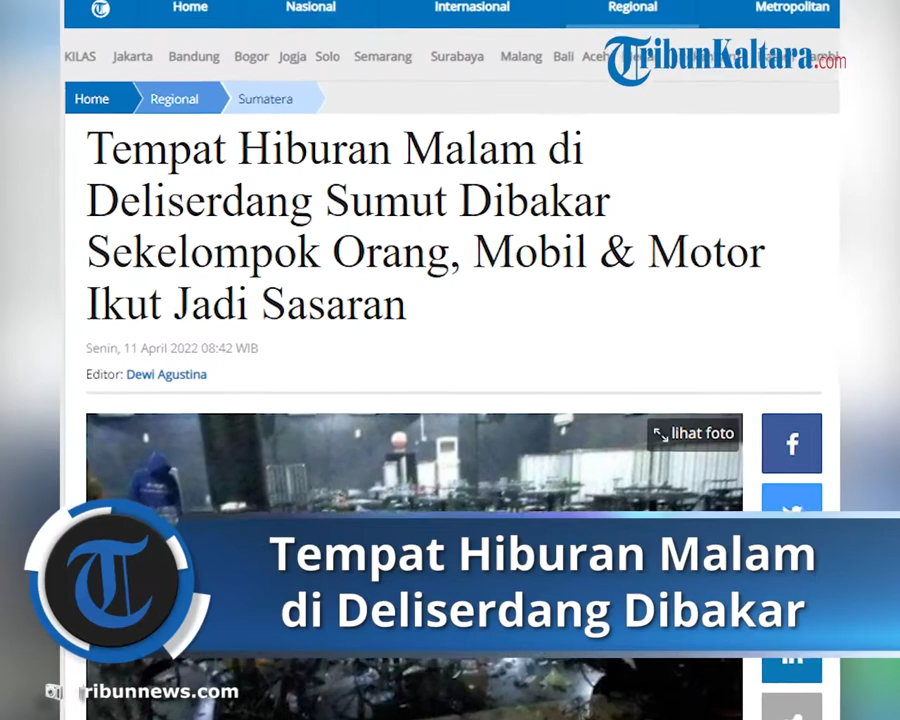 Home Nasional Internasional Regional Metropolitan
KILAS Jakarta Bandung Bogor Jogja Solo Semarang Surabaya Malang Bali Aceh
TribunKaltara.com
Home Regional Sumatera
Tempat Hiburan Malam di
Deliserdang Sumut Dibakar
Sekelompok Orang, Mobil & Motor
Ikut Jadi Sasaran
Senin, 11 April 2022 08:42 WIB
Editor: Dewi Agustina
lihat foto
f
Tempat Hiburan Malam
di Deliserdang Dibakar
T
in
tribunnews.com